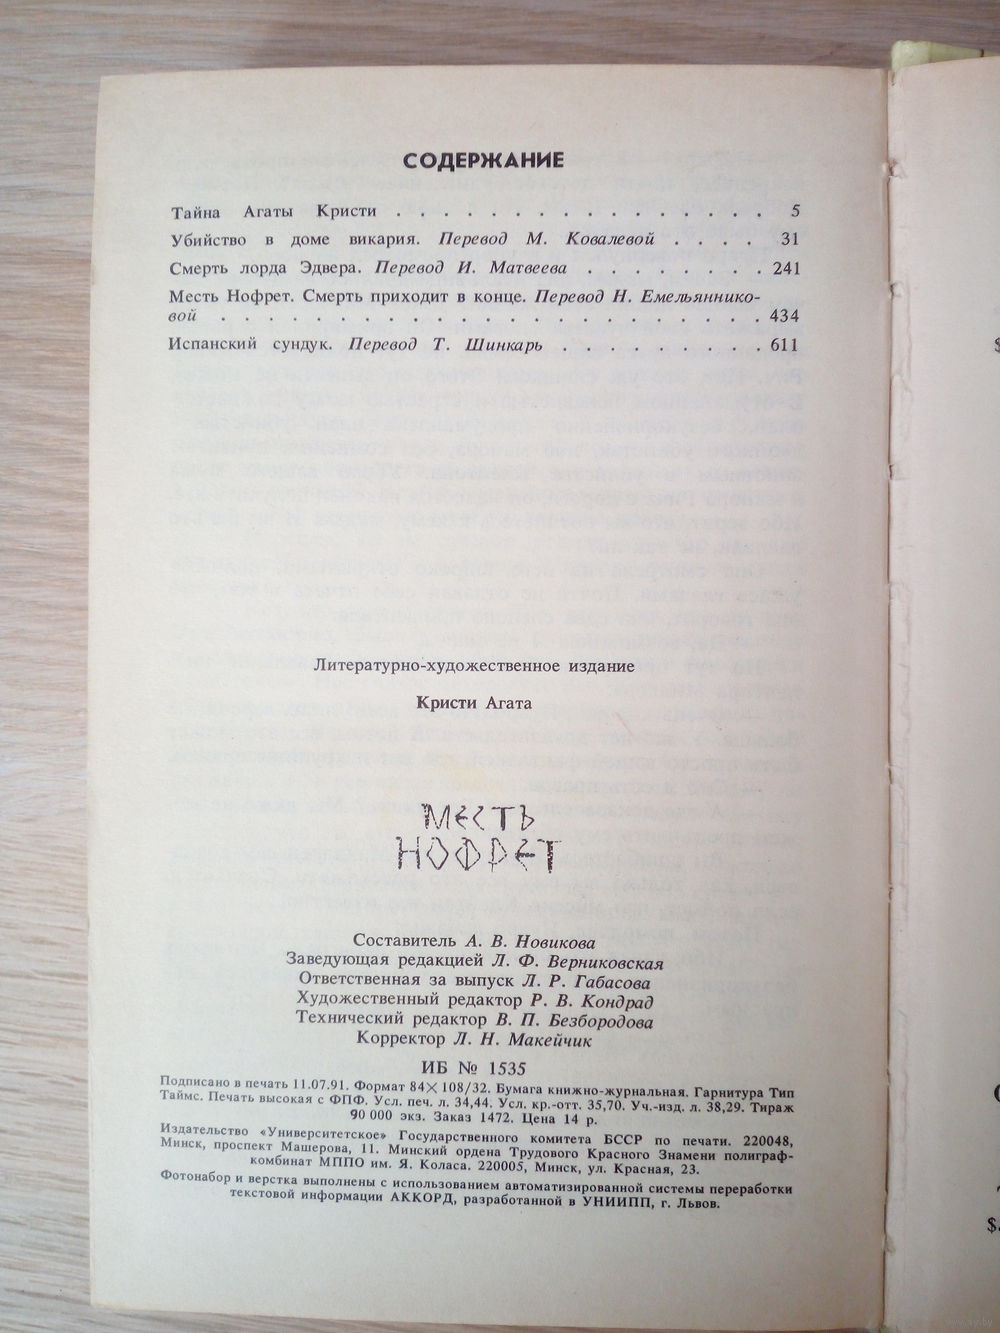 СОДЕРЖАНИЕ
Тайна Агаты Кристи . . . . . . . . . . . . . . . . 5
Убийство в доме викария. Перевод М. Ковалевой . . . . 31
Смерть лорда Эдвера. Перевод И. Матвеева . . . . . . . . 241
Месть Нофрет. Смерть приходит в конце. Перевод Н. Емельяннико-
вой . . . . . . . . . . . . . . . . . . . . . . 434
Испанский сундук. Перевод Т. Шинкарь . . . . . . . . . 611
Литературно-художественное издание
Кристи Агата
МЕСТЬ
НОФРЕТ
Составитель А. В. Новикова
Заведующая редакцией Л. Ф. Верниковская
Ответственная за выпуск Л. Р. Габасова
Художественный редактор Р. В. Кондрад
Технический редактор В. П. Безбородова
Корректор Л. Н. Макейчик
ИБ № 1535
Подписано в печать 11.07.91. Формат 84×108/32. Бумага книжно-журнальная. Гарнитура Тип
Таймс. Печать высокая с ФПФ. Усл. печ. л. 34,44. Усл. кр.-отт. 35,70. Уч.-изд. л. 38,29. Тираж
90 000 экз. Заказ 1472. Цена 14 р.
Издательство «Университетское» Государственного комитета БССР по печати. 220048,
Минск, проспект Машерова, 11. Минский ордена Трудового Красного Знамени полиграф-
комбинат МППО им. Я. Коласа. 220005, Минск, ул. Красная, 23.
Фотонабор и верстка выполнены с использованием автоматизированной системы переработки
текстовой информации АККОРД, разработанной в УНИИПП, г. Львов.